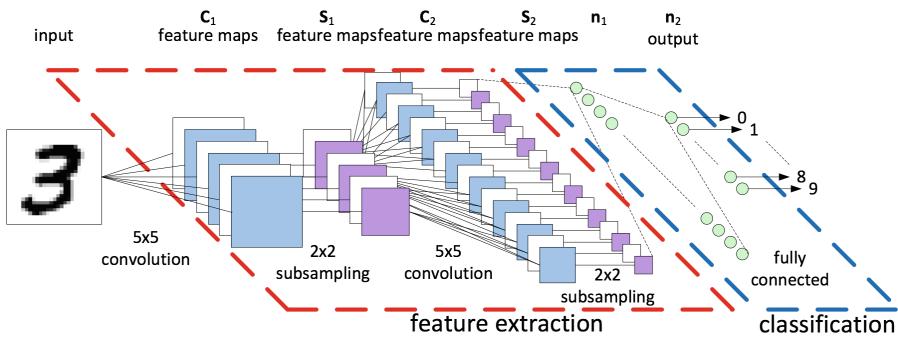 input
C1
feature maps
S1
feature maps
C2
feature maps
S2
feature maps
n1
n2
output
0
1
8
9
5x5
convolution
2x2
subsampling
5x5
convolution
2x2
subsampling
fully
connected
feature extraction
classification